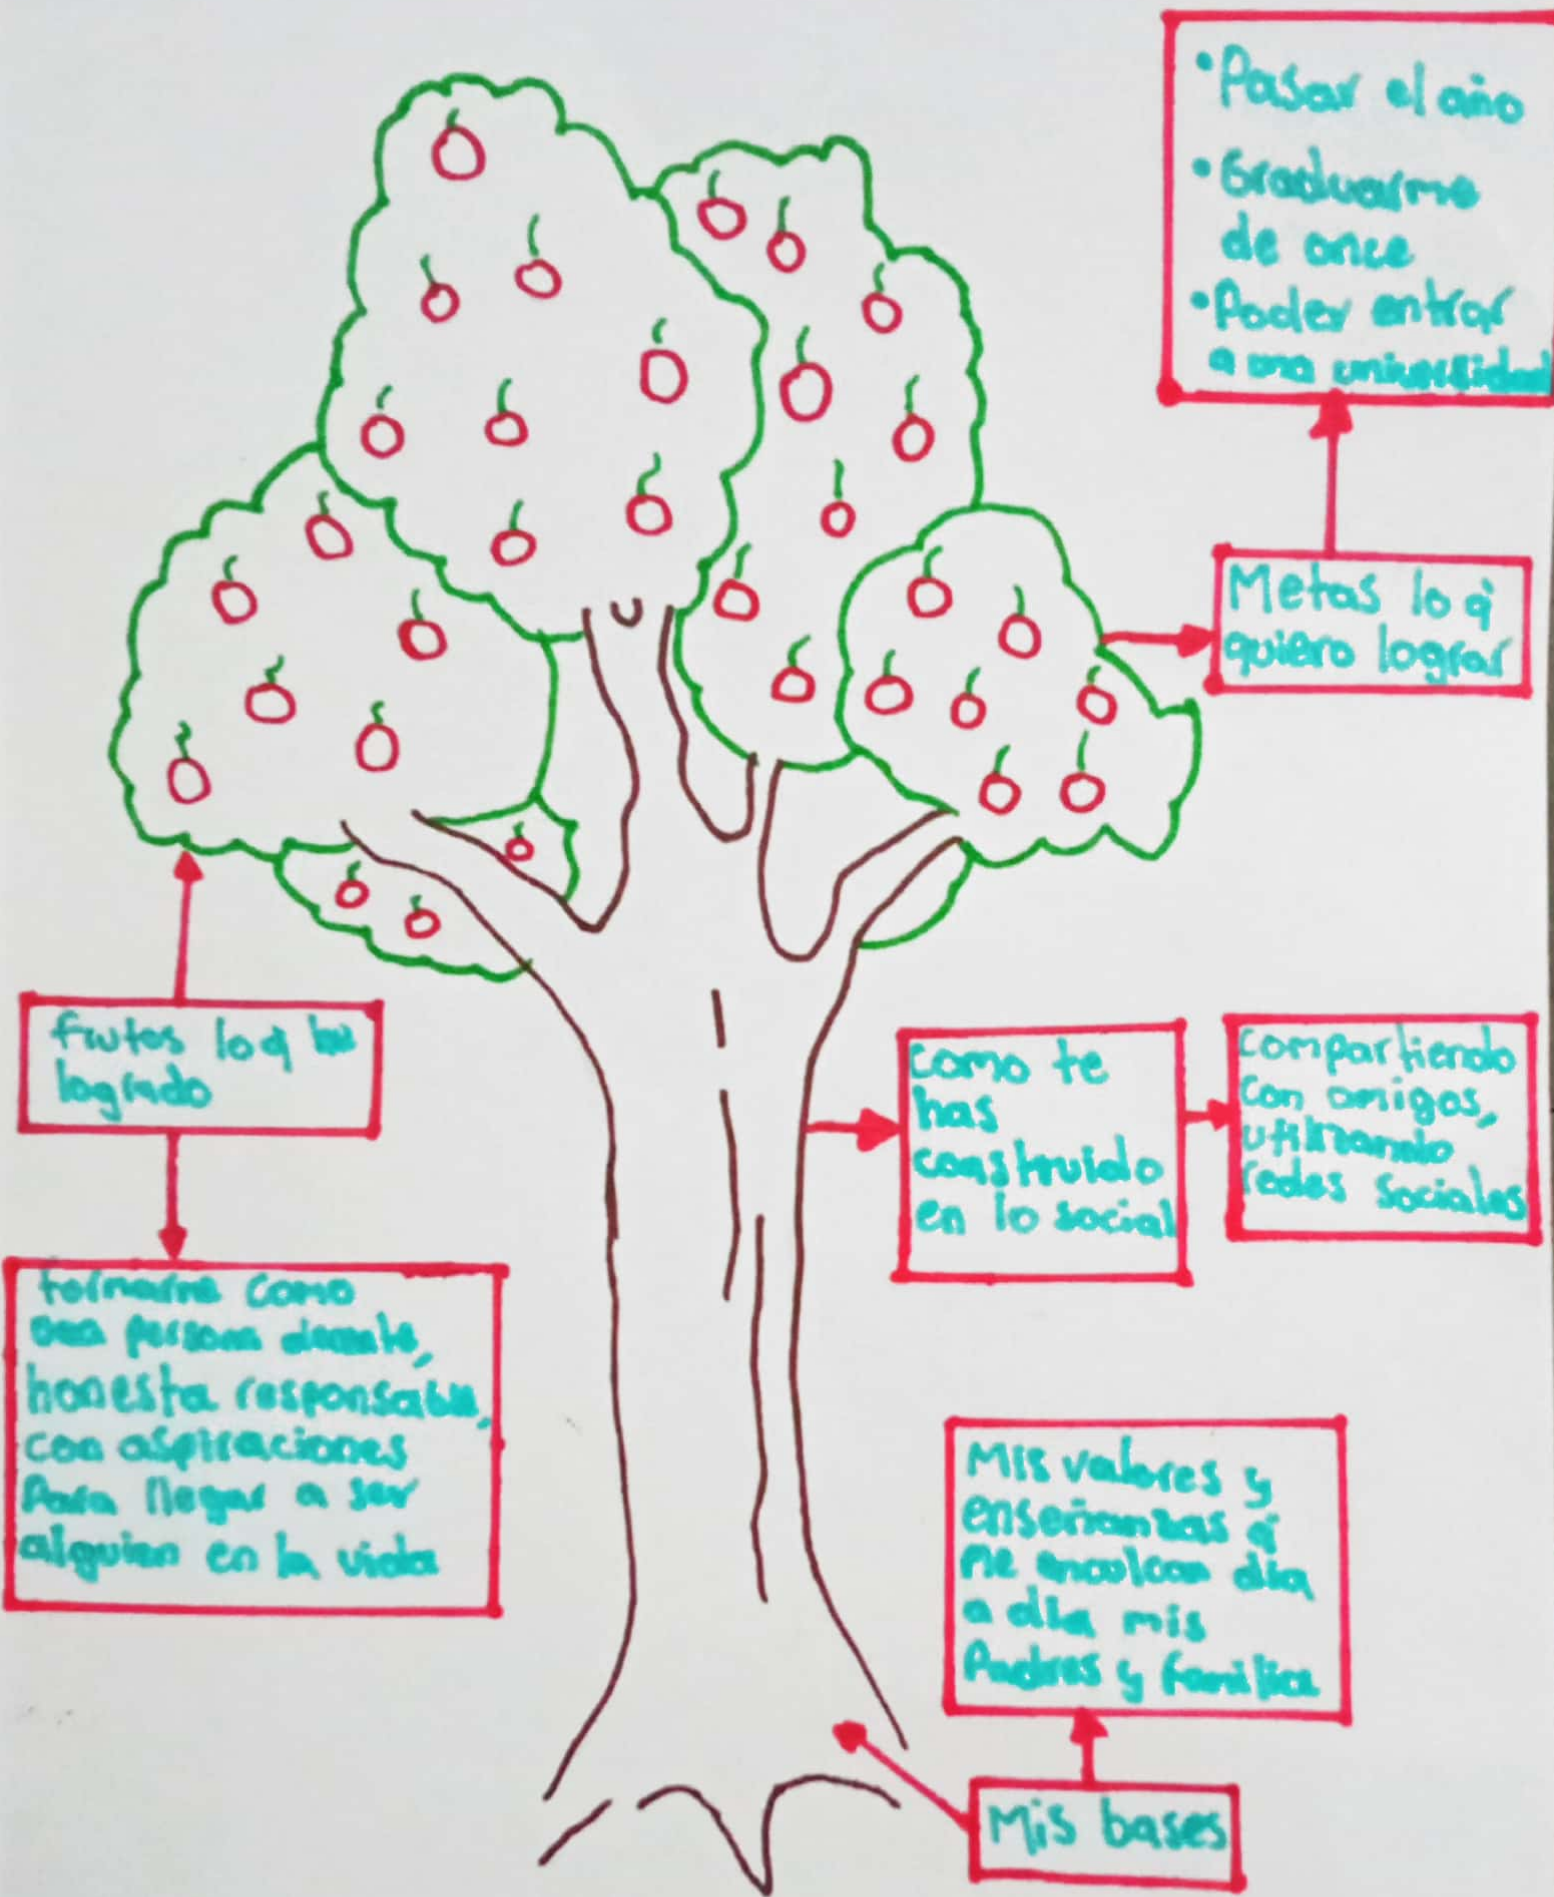 • Pasar el año
• Graduarme
de once
• Poder entrar
a una universidad
Metas lo q'
quiero lograr
frutos lo q he
logrado
formarme como
una persona decente,
honesta responsable,
con aspiraciones
Para llegar a ser
alguien en la vida
como te
has
construido
en lo social
compartiendo
con amigos,
utilizando
redes sociales
Mis valores y
enseñanzas q'
me inculcan día
a día mis
Padres y familia
Mis bases